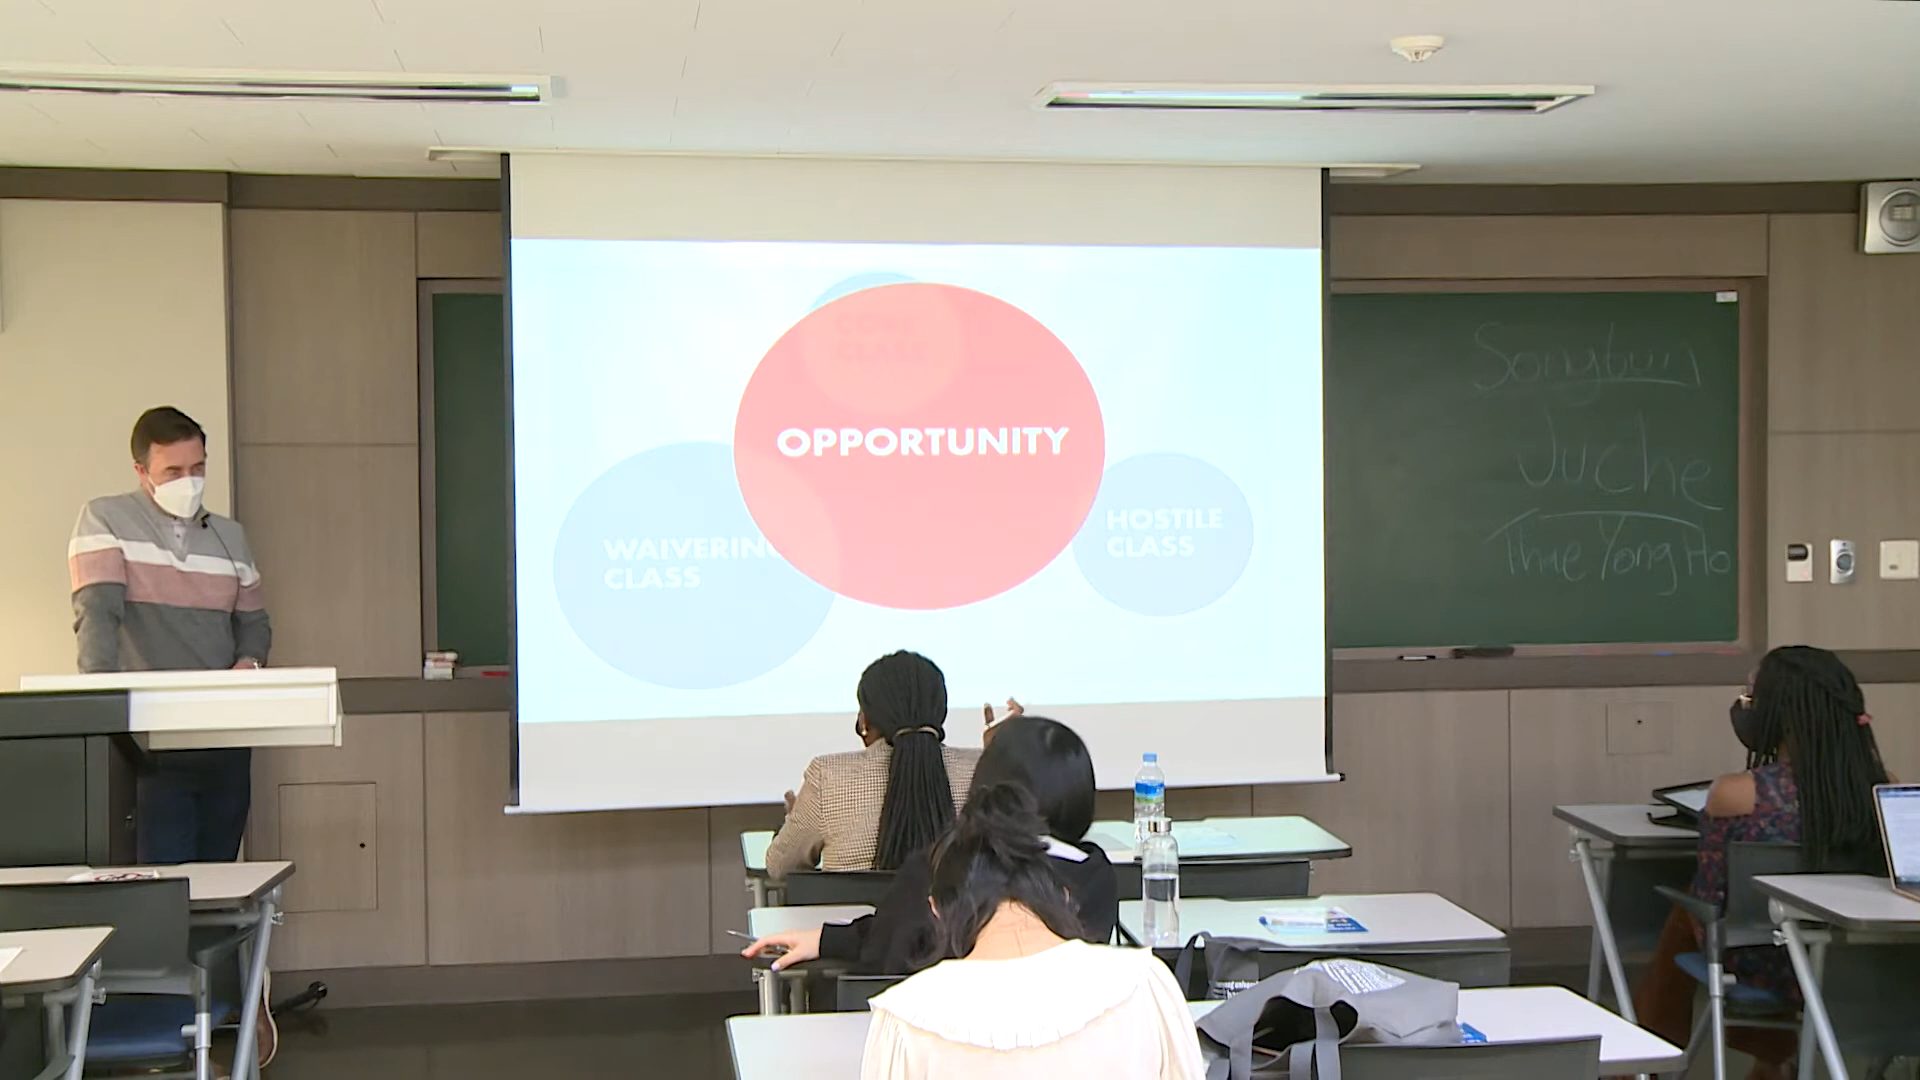 OPPORTUNITY
WAIVERING
CLASS
HOSTILE
CLASS
Songbun
Juche
Thae Yong Ho